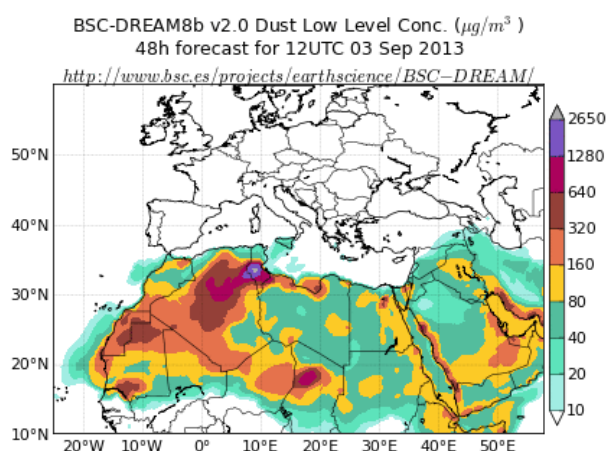 BSC-DREAM8b v2.0 Dust Low Level Conc. (μg/m³ )
48h forecast for 12UTC 03 Sep 2013
http://www.bsc.es/projects/earthscience/BSC−DREAM/
50°N
40°N
30°N
20°N
10°N
20°W
10°W
0°
10°E
20°E
30°E
40°E
50°E
2650
1280
640
320
160
80
40
20
10